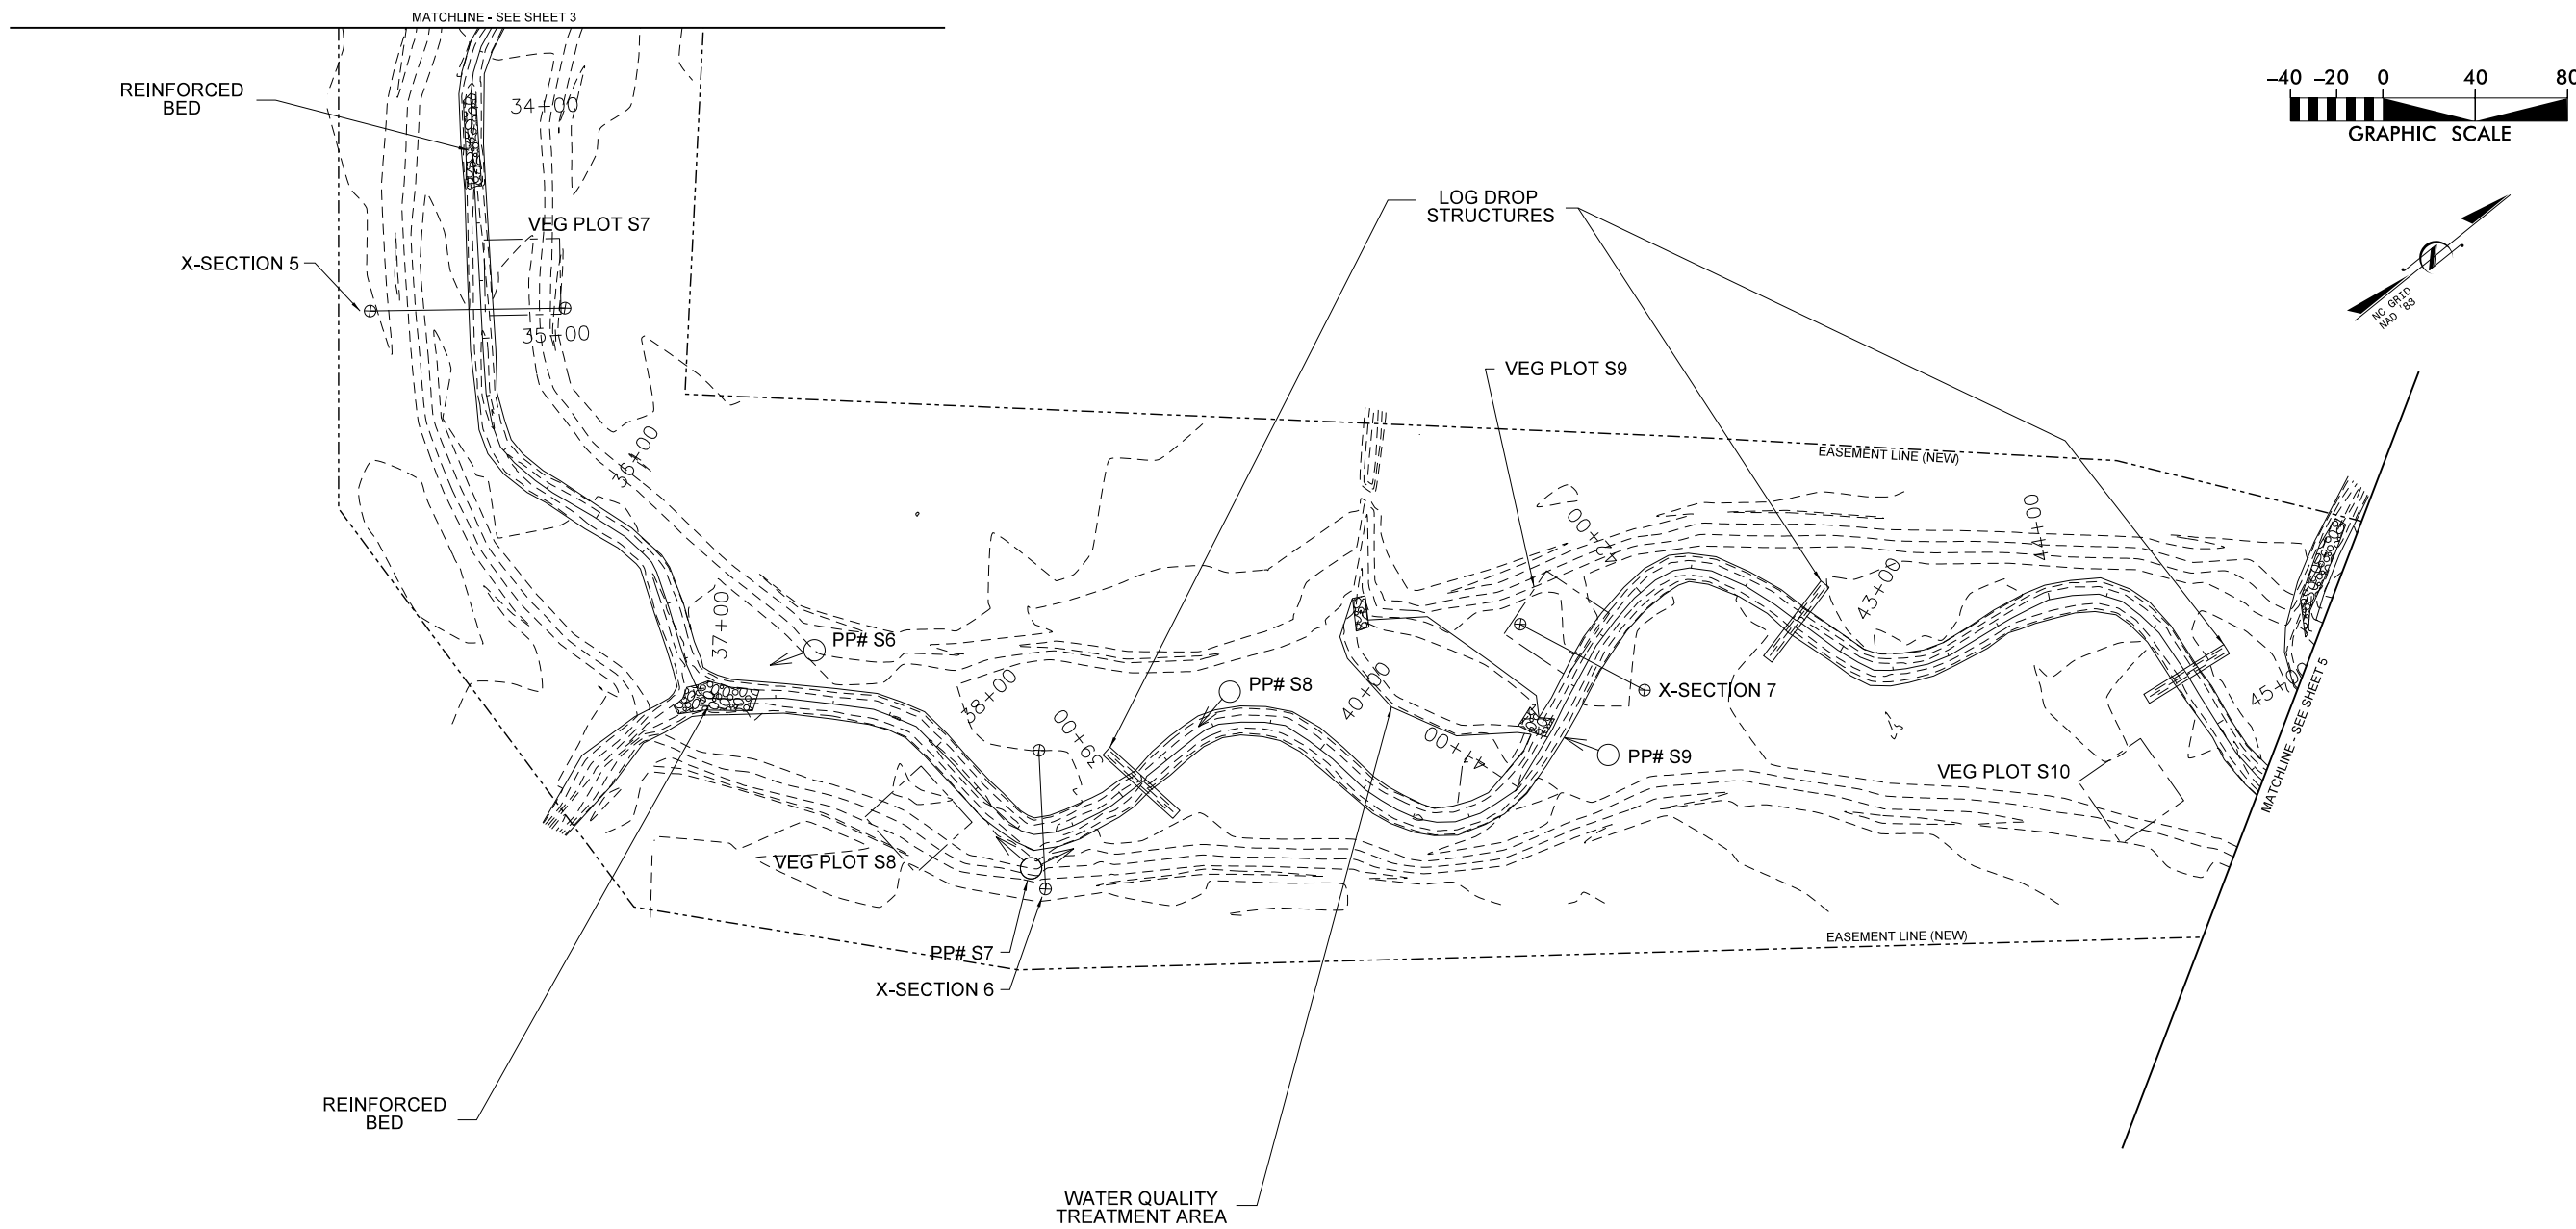 MATCHLINE - SEE SHEET 3
-40 -20 0 40 80
GRAPHIC SCALE
REINFORCED
BED
34+00
LOG DROP
STRUCTURES
VEG PLOT S7
X-SECTION 5
NC GRID
NAD '83
35+00
VEG PLOT S9
36+00
EASEMENT LINE (NEW)
42+00
44+00
37+00
43+00
PP# S6
38+00
PP# S8
40+00
X-SECTION 7
45+00
39+00
41+00
PP# S9
VEG PLOT S10
MATCHLINE - SEE SHEET 5
VEG PLOT S8
PP# S7
EASEMENT LINE (NEW)
X-SECTION 6
REINFORCED
BED
WATER QUALITY
TREATMENT AREA